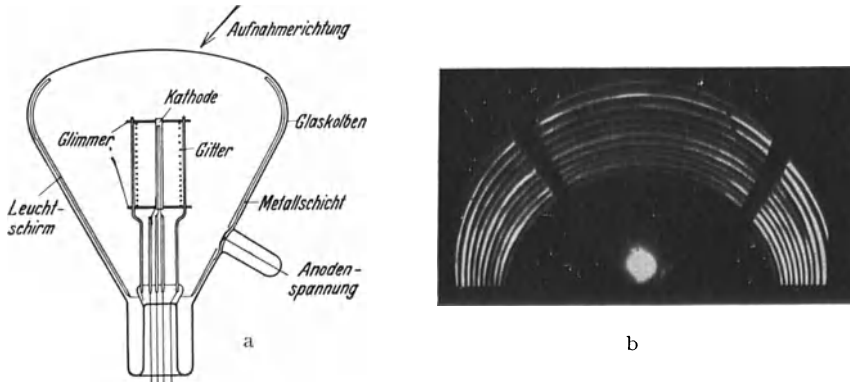 Aufnahmerichtung
Kathode
Glaskolben
Glimmer
Gitter
Leucht-
schirm
Metallschicht
Anoden-
spannung
a
b